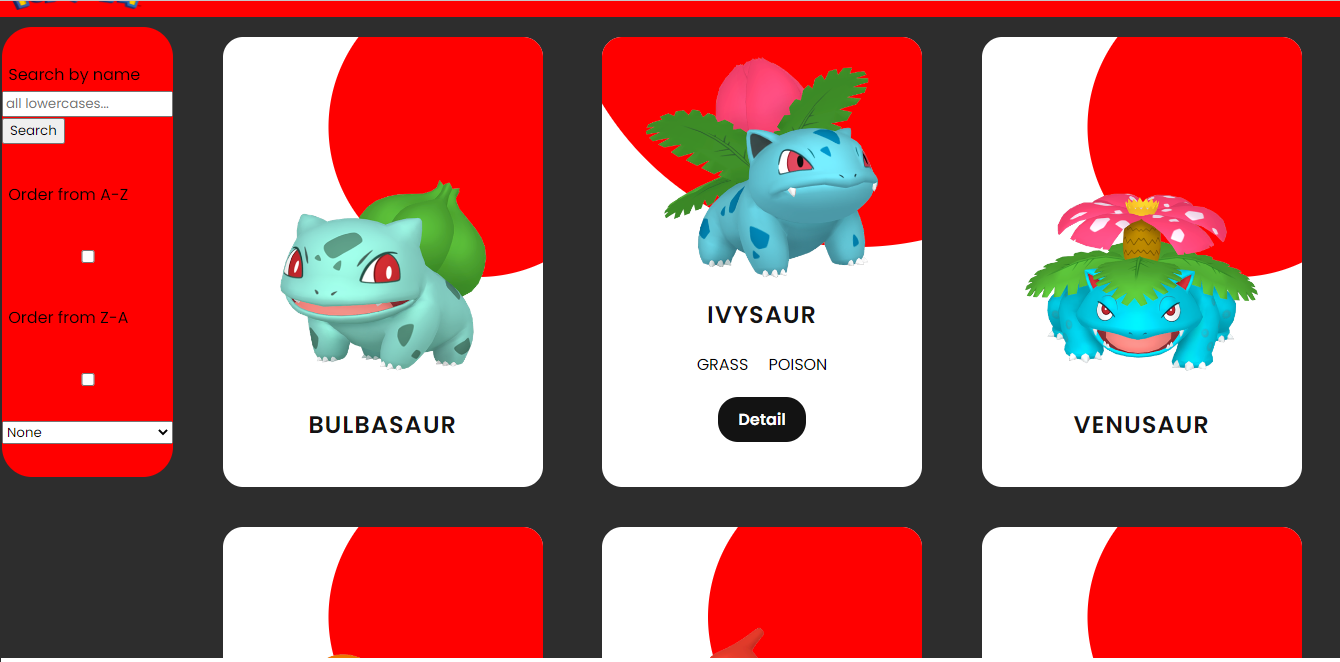 Search by name
all lowercases...
Search
Order from A-Z
Order from Z-A
None
BULBASAUR
IVYSAUR
GRASS POISON
Detail
VENUSAUR